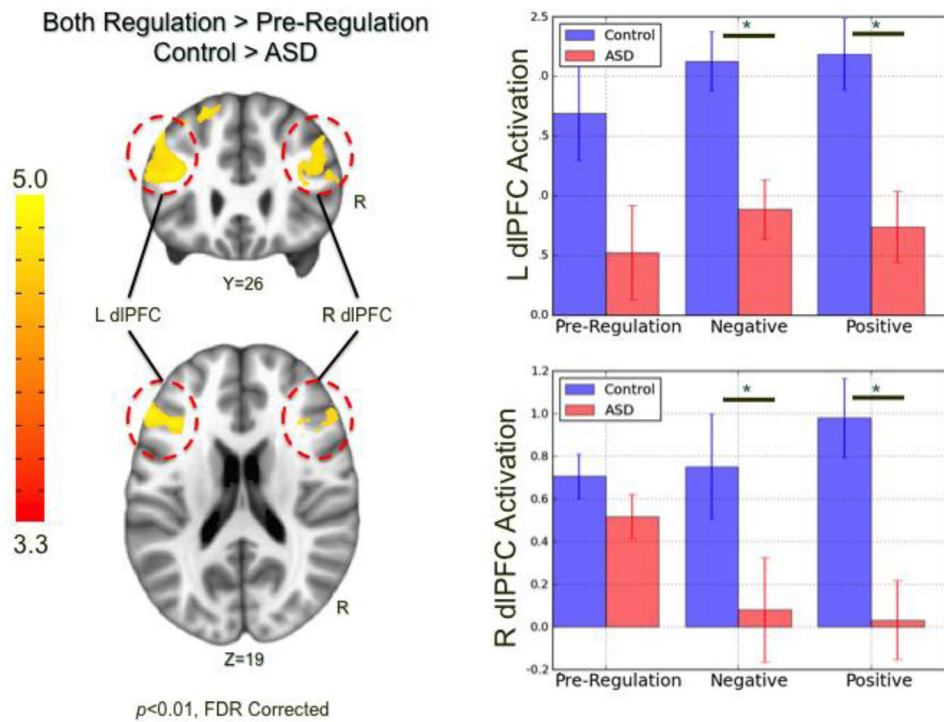 Both Regulation > Pre-Regulation
Control > ASD
5.0
3.3
R
Y=26
L dlPFC
R dlPFC
R
Z=19
p<0.01, FDR Corrected
L dlPFC Activation
2.5
.0
.5
.0
.5
0.0
Control
ASD
*
*
Pre-Regulation
Negative
Positive
R dlPFC Activation
1.0
0.8
0.6
0.4
0.2
0.0
-0.2
Control
ASD
*
*
Pre-Regulation
Negative
Positive